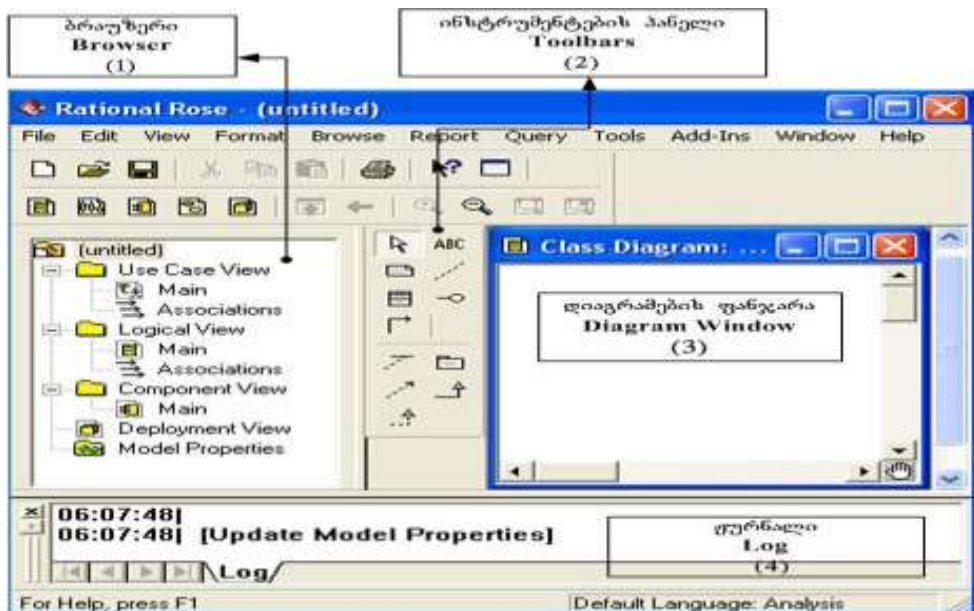 ბრაუზერი
Browser
(1)
ინსტრუმენტების პანელი
Toolbars
(2)
Rational Rose - (untitled)
File Edit View Format Browse Report Query Tools Add-Ins Window Help
ABC
Class Diagram: ...
(untitled)
Use Case View
Main
Associations
Logical View
Main
Associations
Component View
Main
Deployment View
Model Properties
დიაგრამების ფანჯარა
Diagram Window
(3)
06:07:48|
06:07:48| [Update Model Properties]
ჟურნალი
Log
(4)
Log
For Help, press F1
Default Language: Analysis